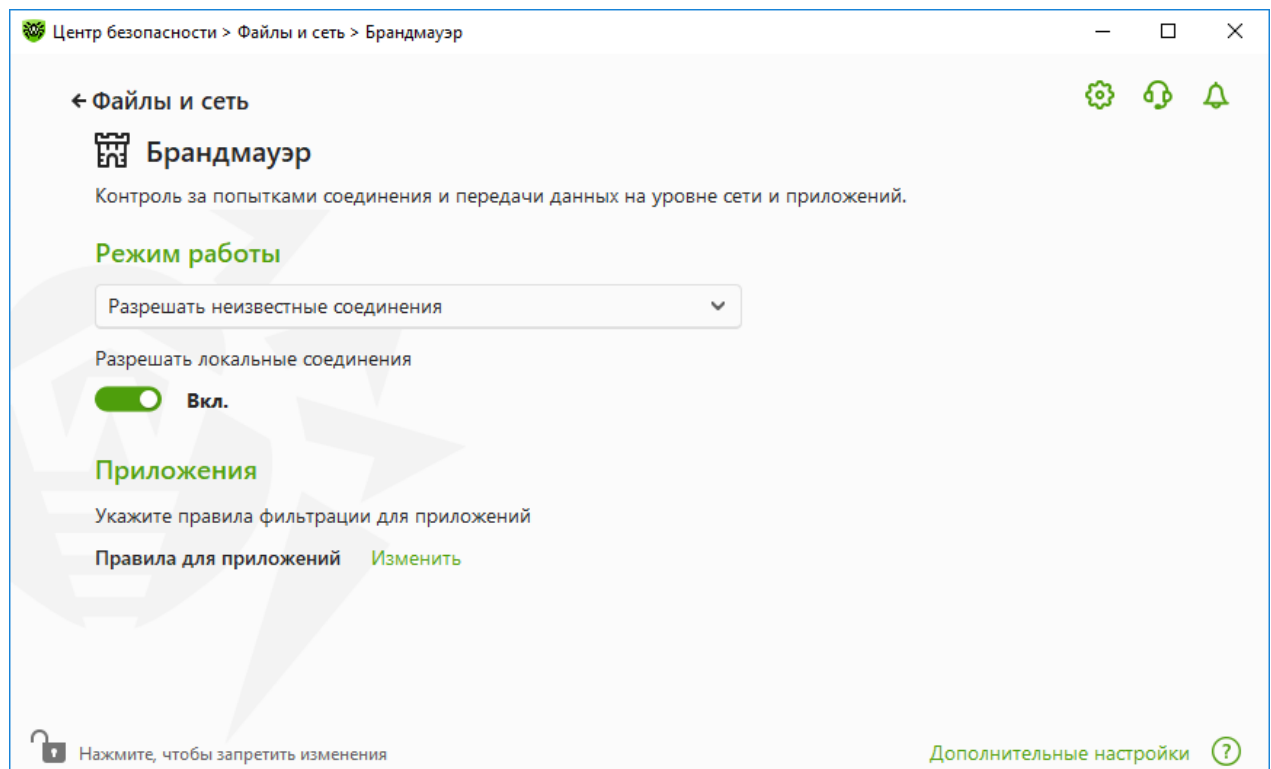 Центр безопасности > Файлы и сеть > Брандмауэр
Файлы и сеть
Брандмауэр
Контроль за попытками соединения и передачи данных на уровне сети и приложений.
Режим работы
Разрешать неизвестные соединения
Разрешать локальные соединения
Вкл.
Приложения
Укажите правила фильтрации для приложений
Правила для приложений Изменить
Нажмите, чтобы запретить изменения Дополнительные настройки ?